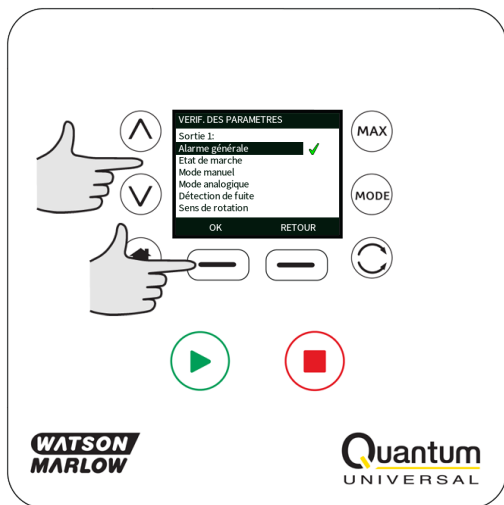 VERIF. DES PARAMETRES
Sortie 1:
Alarme générale
Etat de marche
Mode manuel
Mode analogique
Détection de fuite
Sens de rotation
OK RETOUR
MAX
MODE
WATSON
MARLOW
Quantum
UNIVERSAL